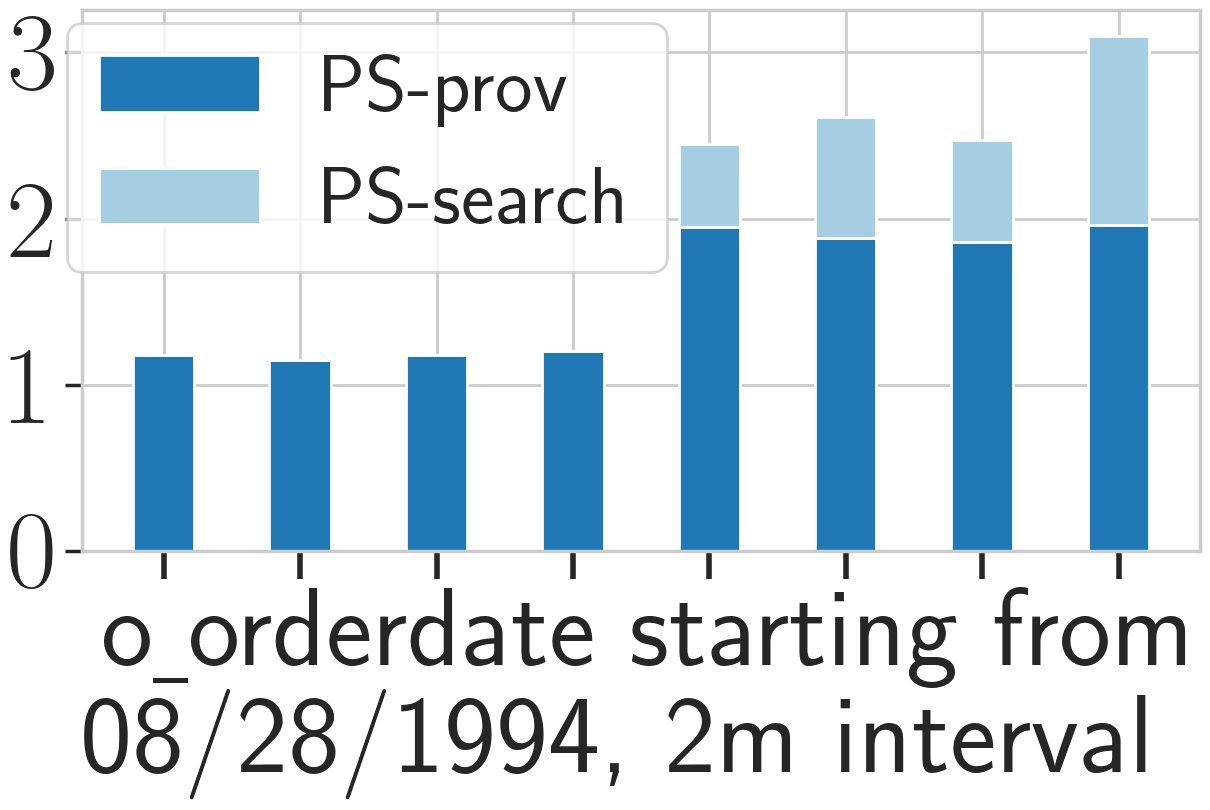 3
2
1
0
PS-prov
PS-search
o_orderdate starting from
08/28/1994, 2m interval